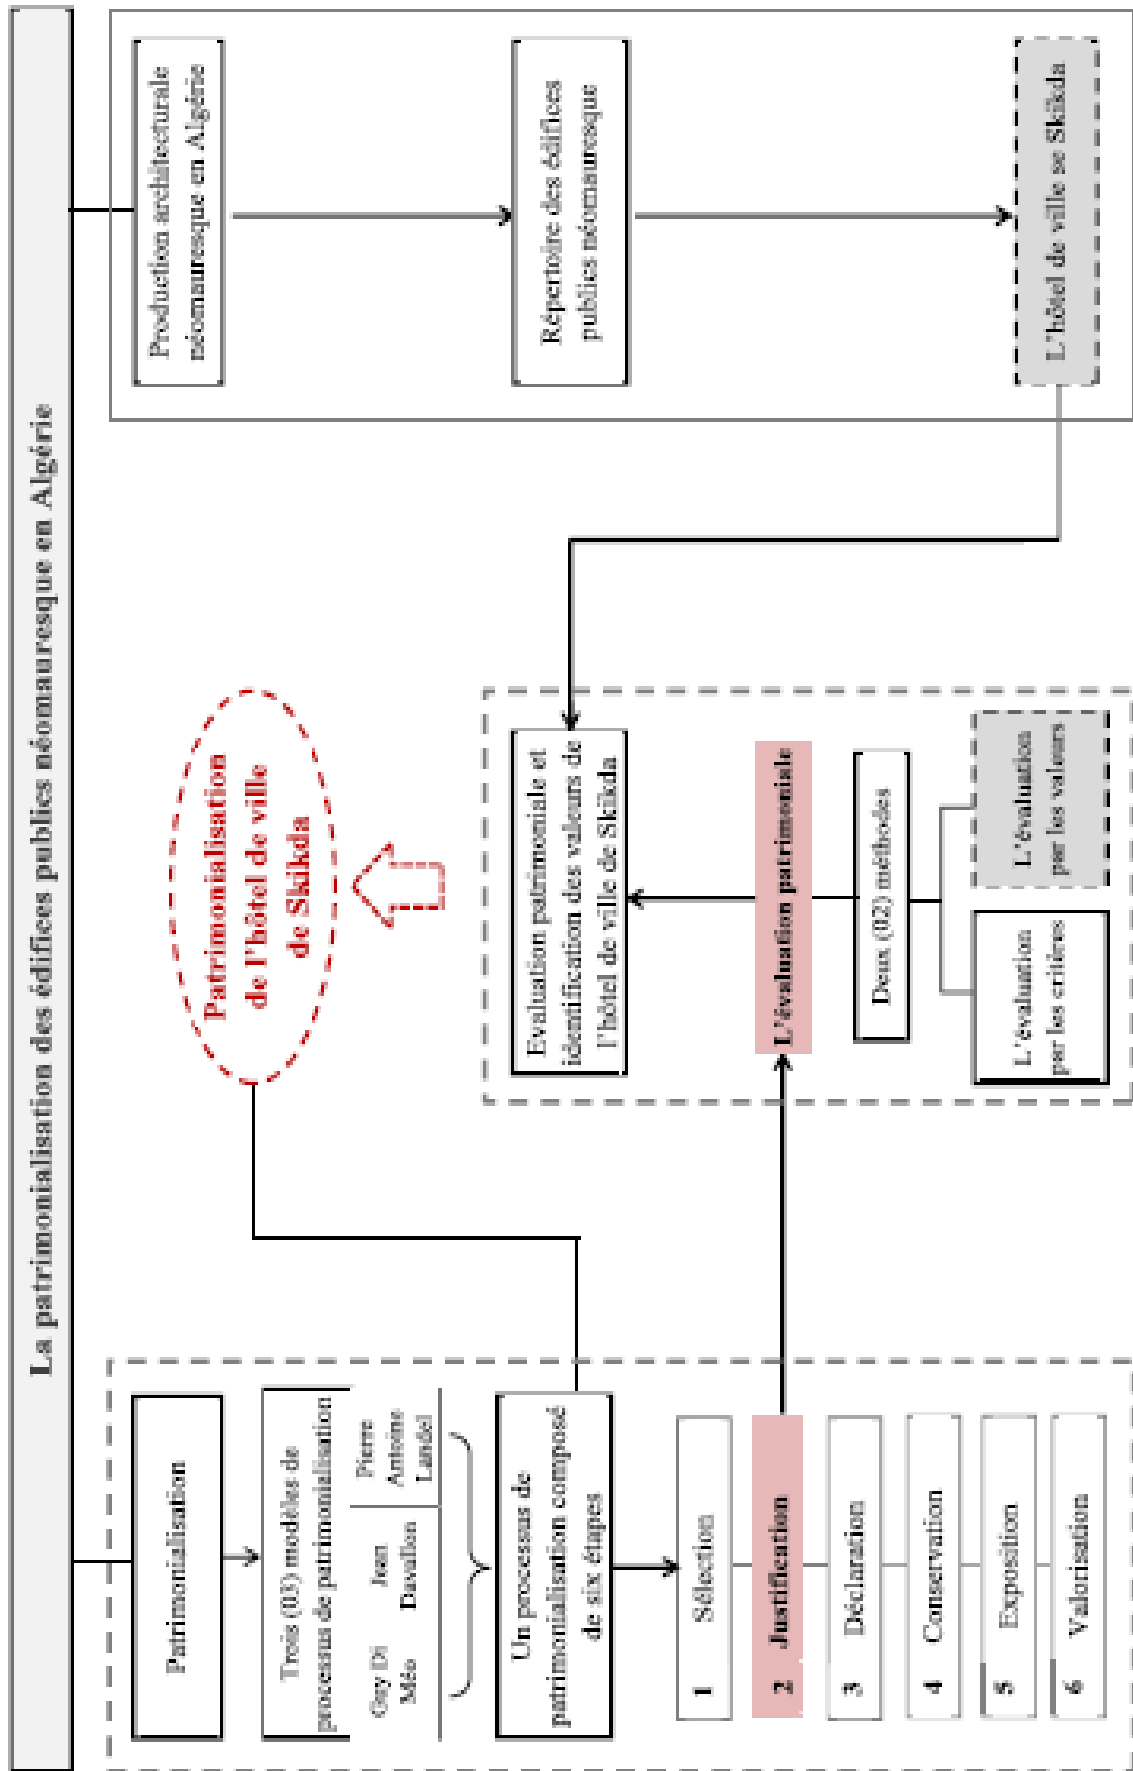 La patrimonialisation des édifices publics néomauresque en Algérie
Patrimonialisation
Trois (03) modèles de
processus de patrimonialisation
Guy Di
Méo
Jean
Davallon
Pierre
Antoine
Landel
Un processus de
patrimonialisation composé
de six étapes
1 Sélection
2 Justification
3 Déclaration
4 Conservation
5 Exposition
6 Valorisation
Patrimonialisation
de l'hôtel de ville
de Skikda
Evaluation patrimoniale et
identification des valeurs de
l'hôtel de ville de Skikda
L'évaluation patrimoniale
Deux (02) méthodes
L'évaluation
par les critères
L'évaluation
par les valeurs
Production architecturale
néomauresque en Algérie
Répertoire des édifices
publics néomauresque
L'hôtel de ville se Skikda